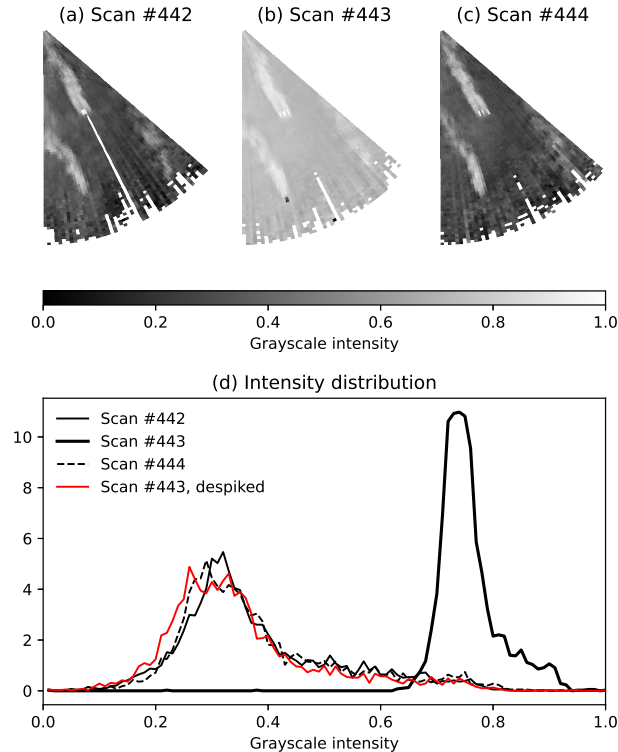 (a) Scan #442
(b) Scan #443
(c) Scan #444
0.0 0.2 0.4 0.6 0.8 1.0
Grayscale intensity
(d) Intensity distribution
10
8
6
4
2
0
Scan #442
Scan #443
Scan #444
Scan #443, despiked
0.0 0.2 0.4 0.6 0.8 1.0
Grayscale intensity